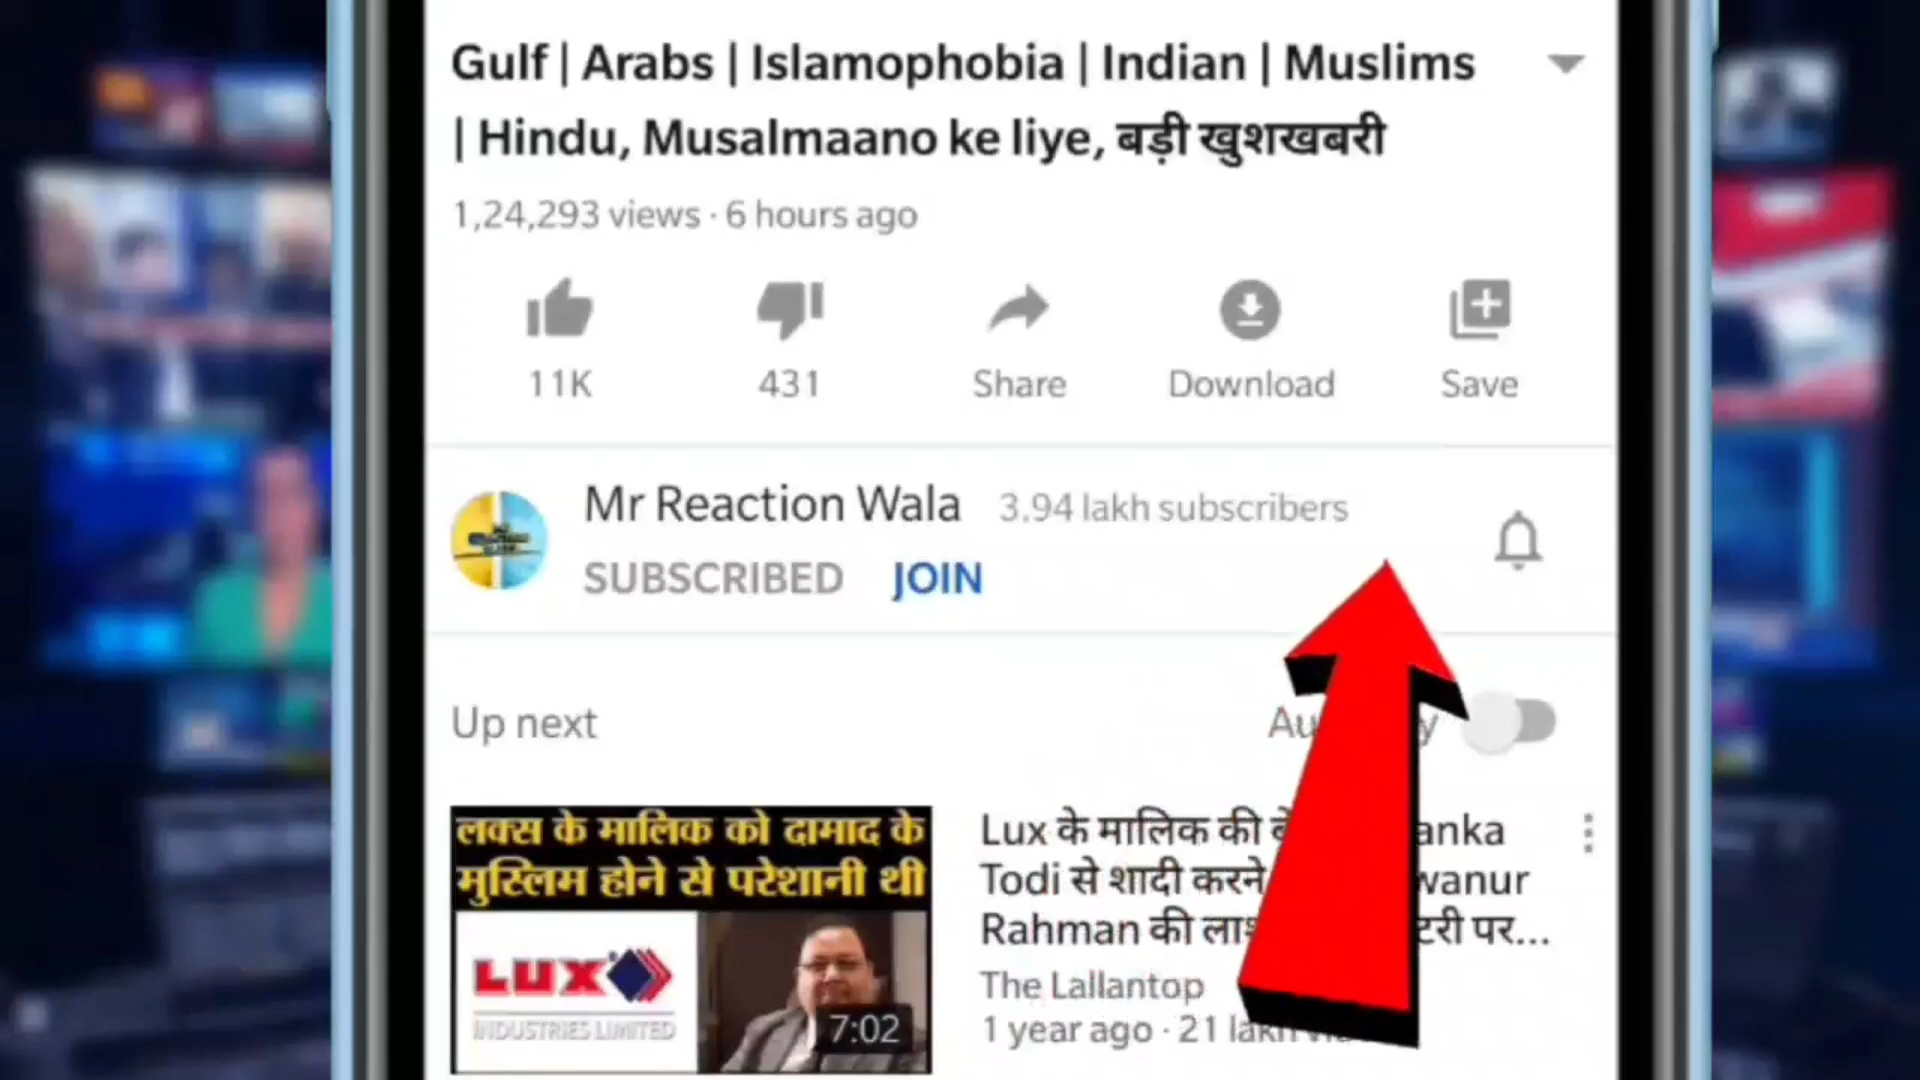 Gulf | Arabs | Islamophobia | Indian | Muslims
| Hindu, Musalmaano ke liye, बड़ी खुशखबरी
1,24,293 views · 6 hours ago
11K 431 Share Download Save
Mr Reaction Wala 3.94 lakh subscribers
SUBSCRIBED JOIN
Up next
लक्स के मालिक को दामाद के
मुस्लिम होने से परेशानी थी
LUX
INDUSTRIES LIMITED
7:02
Lux के मालिक की
Todi से शादी करने
Rahman की पर...
The Lallantop
1 year ago · 21